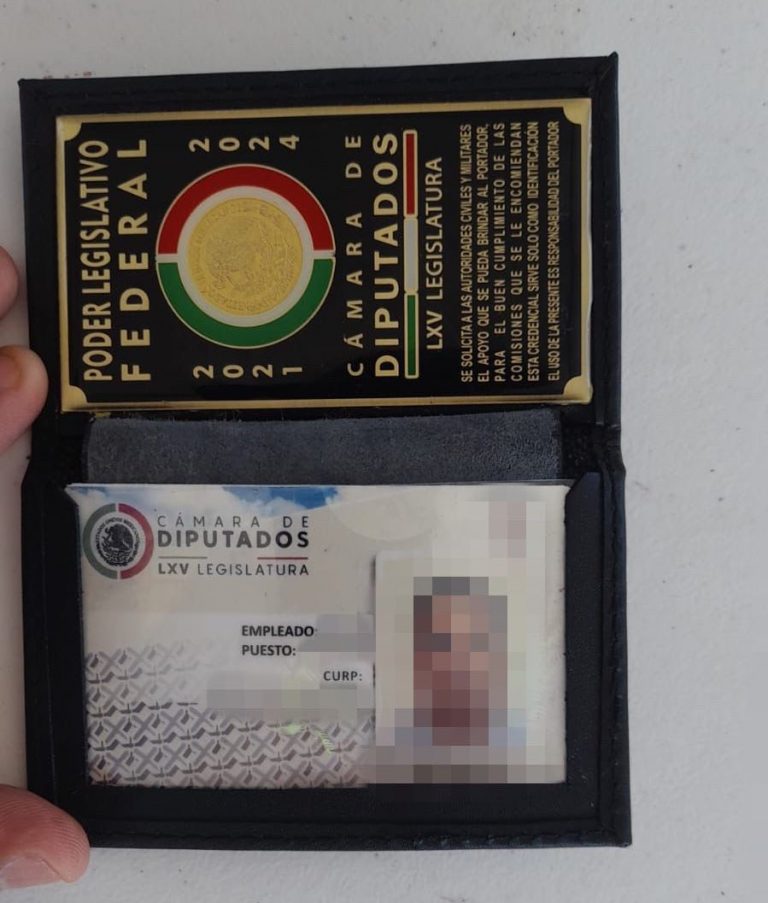 PODER LEGISLATIVO
FEDERAL
2021 2024
CÁMARA DE
DIPUTADOS
LXV LEGISLATURA
SE SOLICITA A LAS AUTORIDADES CIVILES Y MILITARES
EL APOYO QUE SE PUEDA BRINDAR AL PORTADOR,
PARA EL BUEN CUMPLIMIENTO DE LAS
COMISIONES QUE SE LE ENCOMIENDAN
ESTA CREDENCIAL SIRVE SOLO COMO IDENTIFICACIÓN
EL USO DE LA PRESENTE ES RESPONSABILIDAD DEL PORTADOR
CÁMARA DE
DIPUTADOS
LXV LEGISLATURA
EMPLEADO:
PUESTO:
CURP: